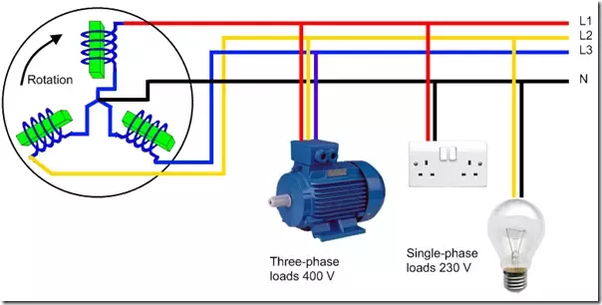 L1
L2
L3
N
Rotation
Three-phase
loads 400 V
Single-phase
loads 230 V